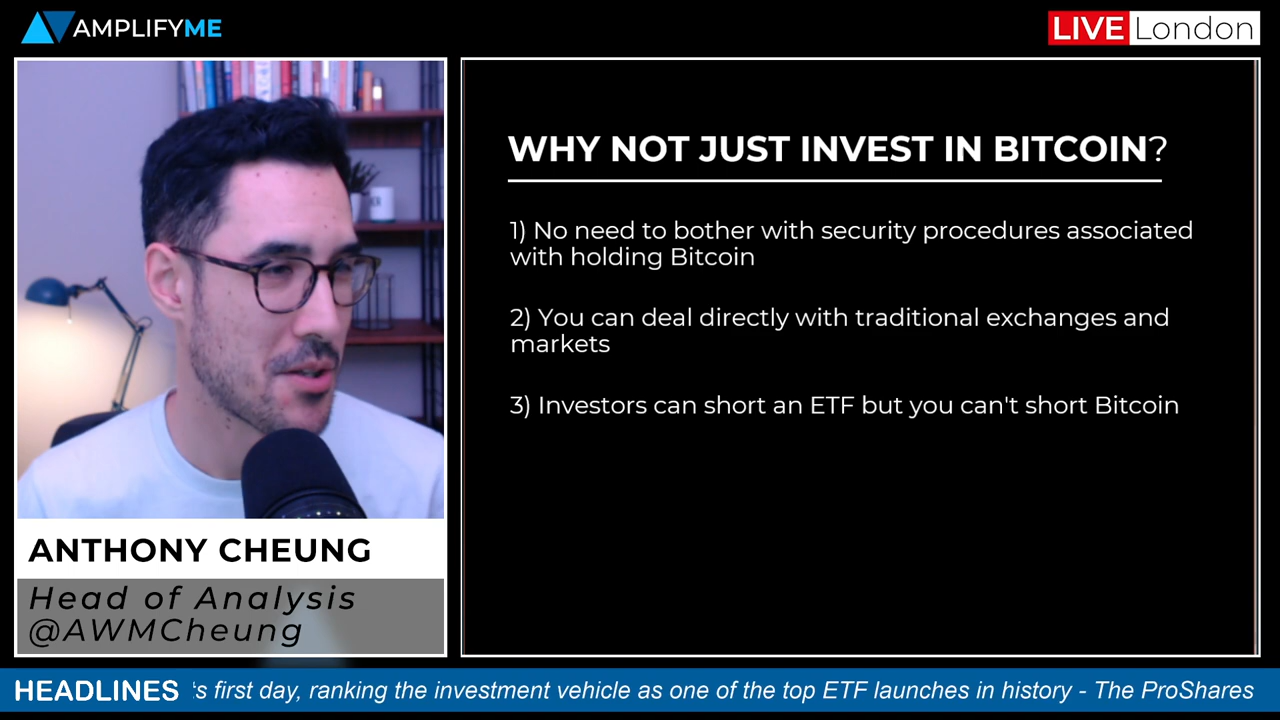 AMPLIFYME
LIVE London
WHY NOT JUST INVEST IN BITCOIN?
1) No need to bother with security procedures associated
with holding Bitcoin
2) You can deal directly with traditional exchanges and
markets
3) Investors can short an ETF but you can't short Bitcoin
ANTHONY CHEUNG
Head of Analysis
@AWMCheung
HEADLINES 's first day, ranking the investment vehicle as one of the top ETF launches in history - The ProShares